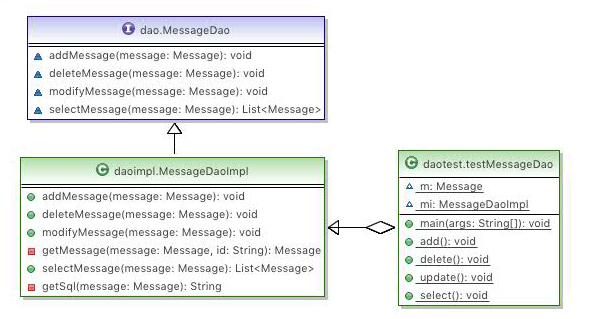 dao.MessageDao
addMessage(message: Message): void
deleteMessage(message: Message): void
modifyMessage(message: Message): void
selectMessage(message: Message): List<Message>
daoimpl.MessageDaoImpl
addMessage(message: Message): void
deleteMessage(message: Message): void
modifyMessage(message: Message): void
getMessage(message: Message, id: String): Message
selectMessage(message: Message): List<Message>
getSql(message: Message): String
daotest.testMessageDao
m: Message
mi: MessageDaoImpl
main(args: String[]): void
add(): void
delete(): void
update(): void
select(): void